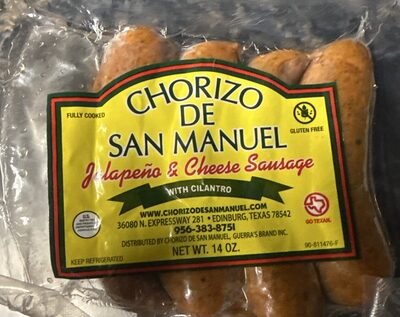 CHORIZO
DE
SAN MANUEL
FULLY COOKED
GLUTEN FREE
Jalapeño & Cheese Sausage
WITH CILANTRO
WWW.CHORIZODESANMANUEL.COM
36080 N. EXPRESSWAY 281 • EDINBURG, TEXAS 78542
956-383-8751
DISTRIBUTED BY CHORIZO DE SAN MANUEL, GUERRA'S BRAND INC.
NET WT. 14 OZ.
GO TEXAN.
KEEP REFRIGERATED
90-811476-F